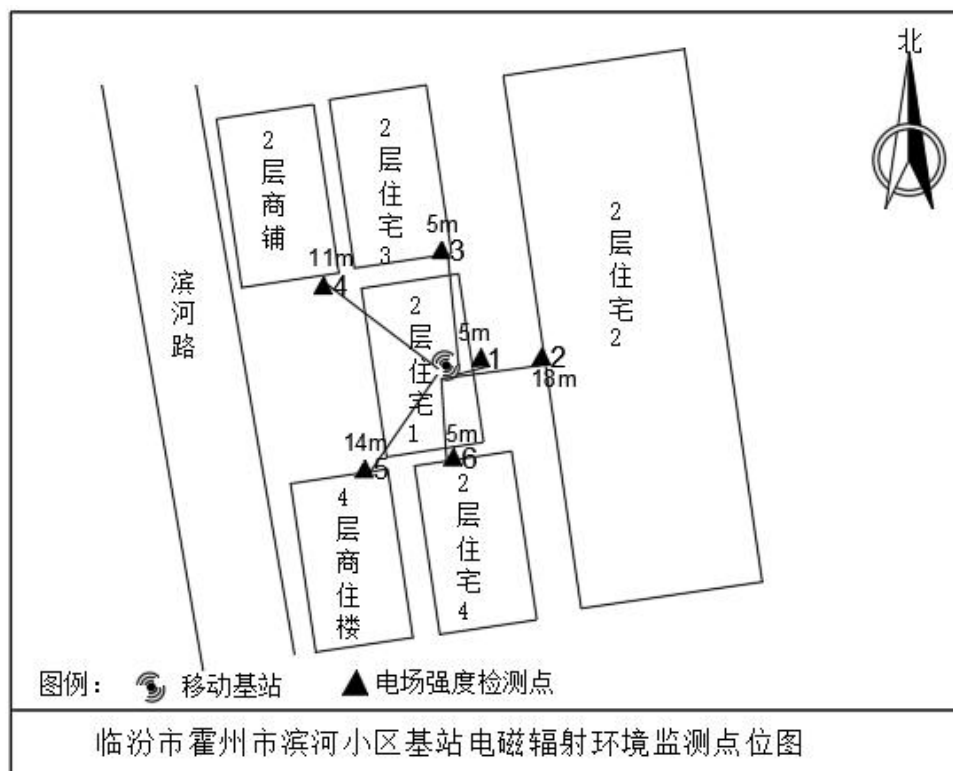 北
2层商铺
2层住宅3
2层住宅2
5m
3
11m
4
滨河路
2层住宅1
5m
1
2
18m
14m
5
5m
6
4层商住楼
2层住宅4
图例： 移动基站 电场强度检测点
临汾市霍州市滨河小区基站电磁辐射环境监测点位图